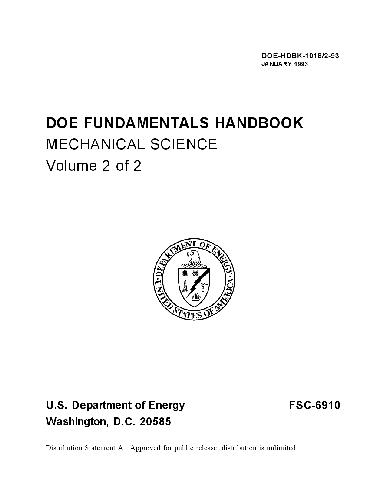 DOE-HDBK-1018/2-93
JANUARY 1993
DOE FUNDAMENTALS HANDBOOK
MECHANICAL SCIENCE
Volume 2 of 2
DEPARTMENT OF ENERGY
UNITED STATES OF AMERICA
U.S. Department of Energy
FSC-6910
Washington, D.C. 20585
Distribution Statement A. Approved for public release; distribution is unlimited.